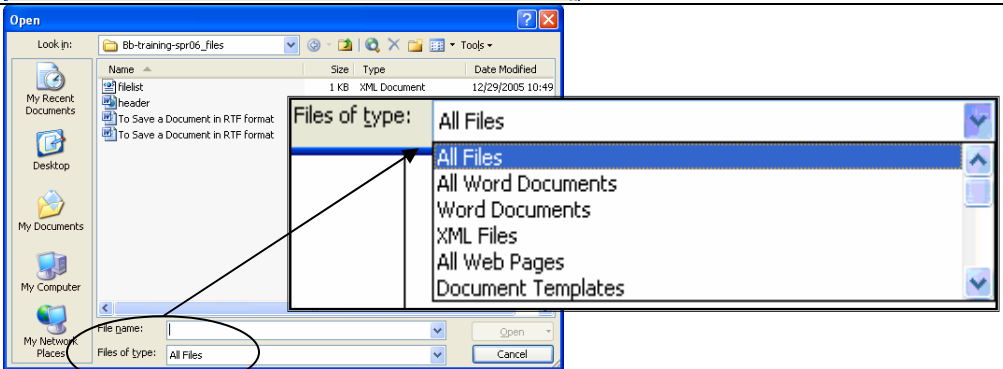 Open
Look in: Bb-training-spr06_files Tools
Name Size Type Date Modified
filelist 1 KB XML Document 12/29/2005 10:49
header
To Save a Document in RTF format
To Save a Document in RTF format
My Recent
Documents
Desktop
My Documents
My Computer
My Network
Places
File name: Open
Files of type: All Files Cancel
Files of type: All Files
All Files
All Word Documents
Word Documents
XML Files
All Web Pages
Document Templates